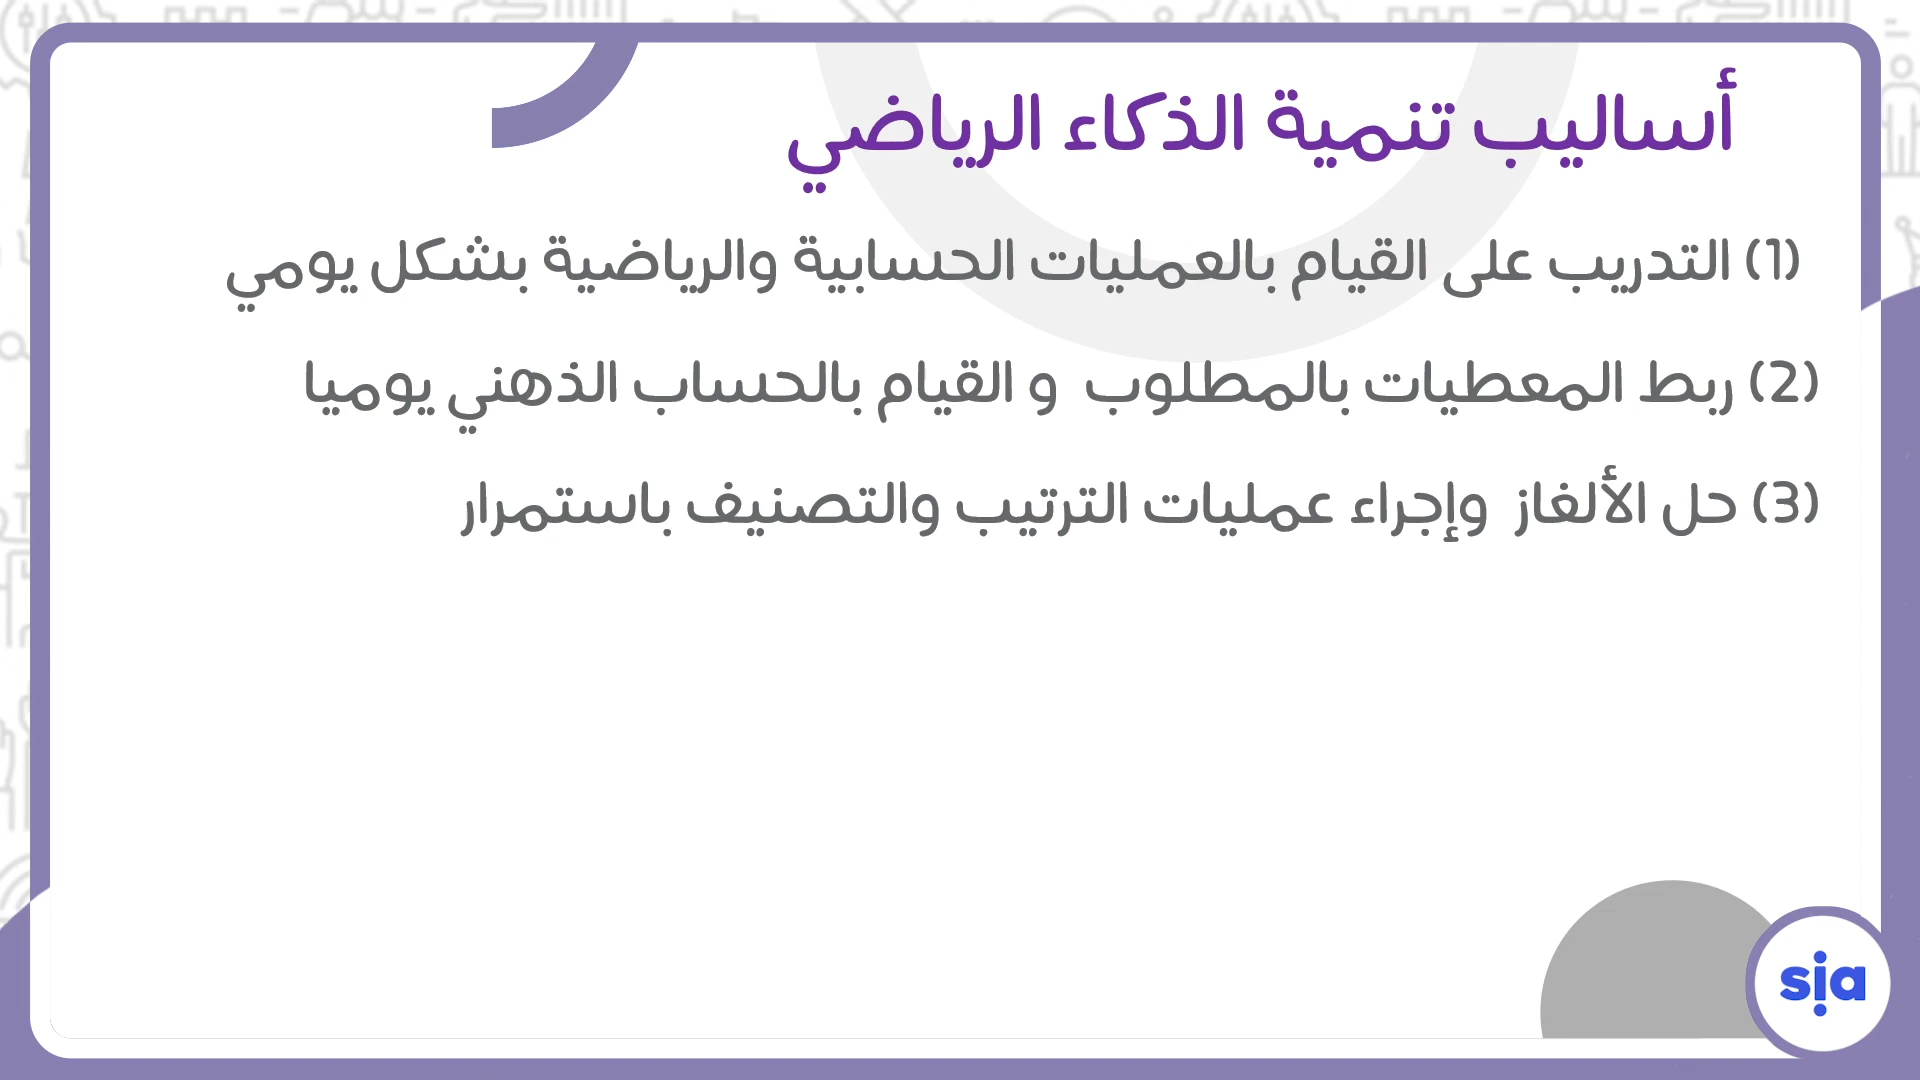 أساليب تنمية الذكاء الرياضي
(1) التدريب على القيام بالعمليات الحسابية والرياضية بشكل يومي
(2) ربط المعطيات بالمطلوب و القيام بالحساب الذهني يوميا
(3) حل الألغاز وإجراء عمليات الترتيب والتصنيف باستمرار
sia